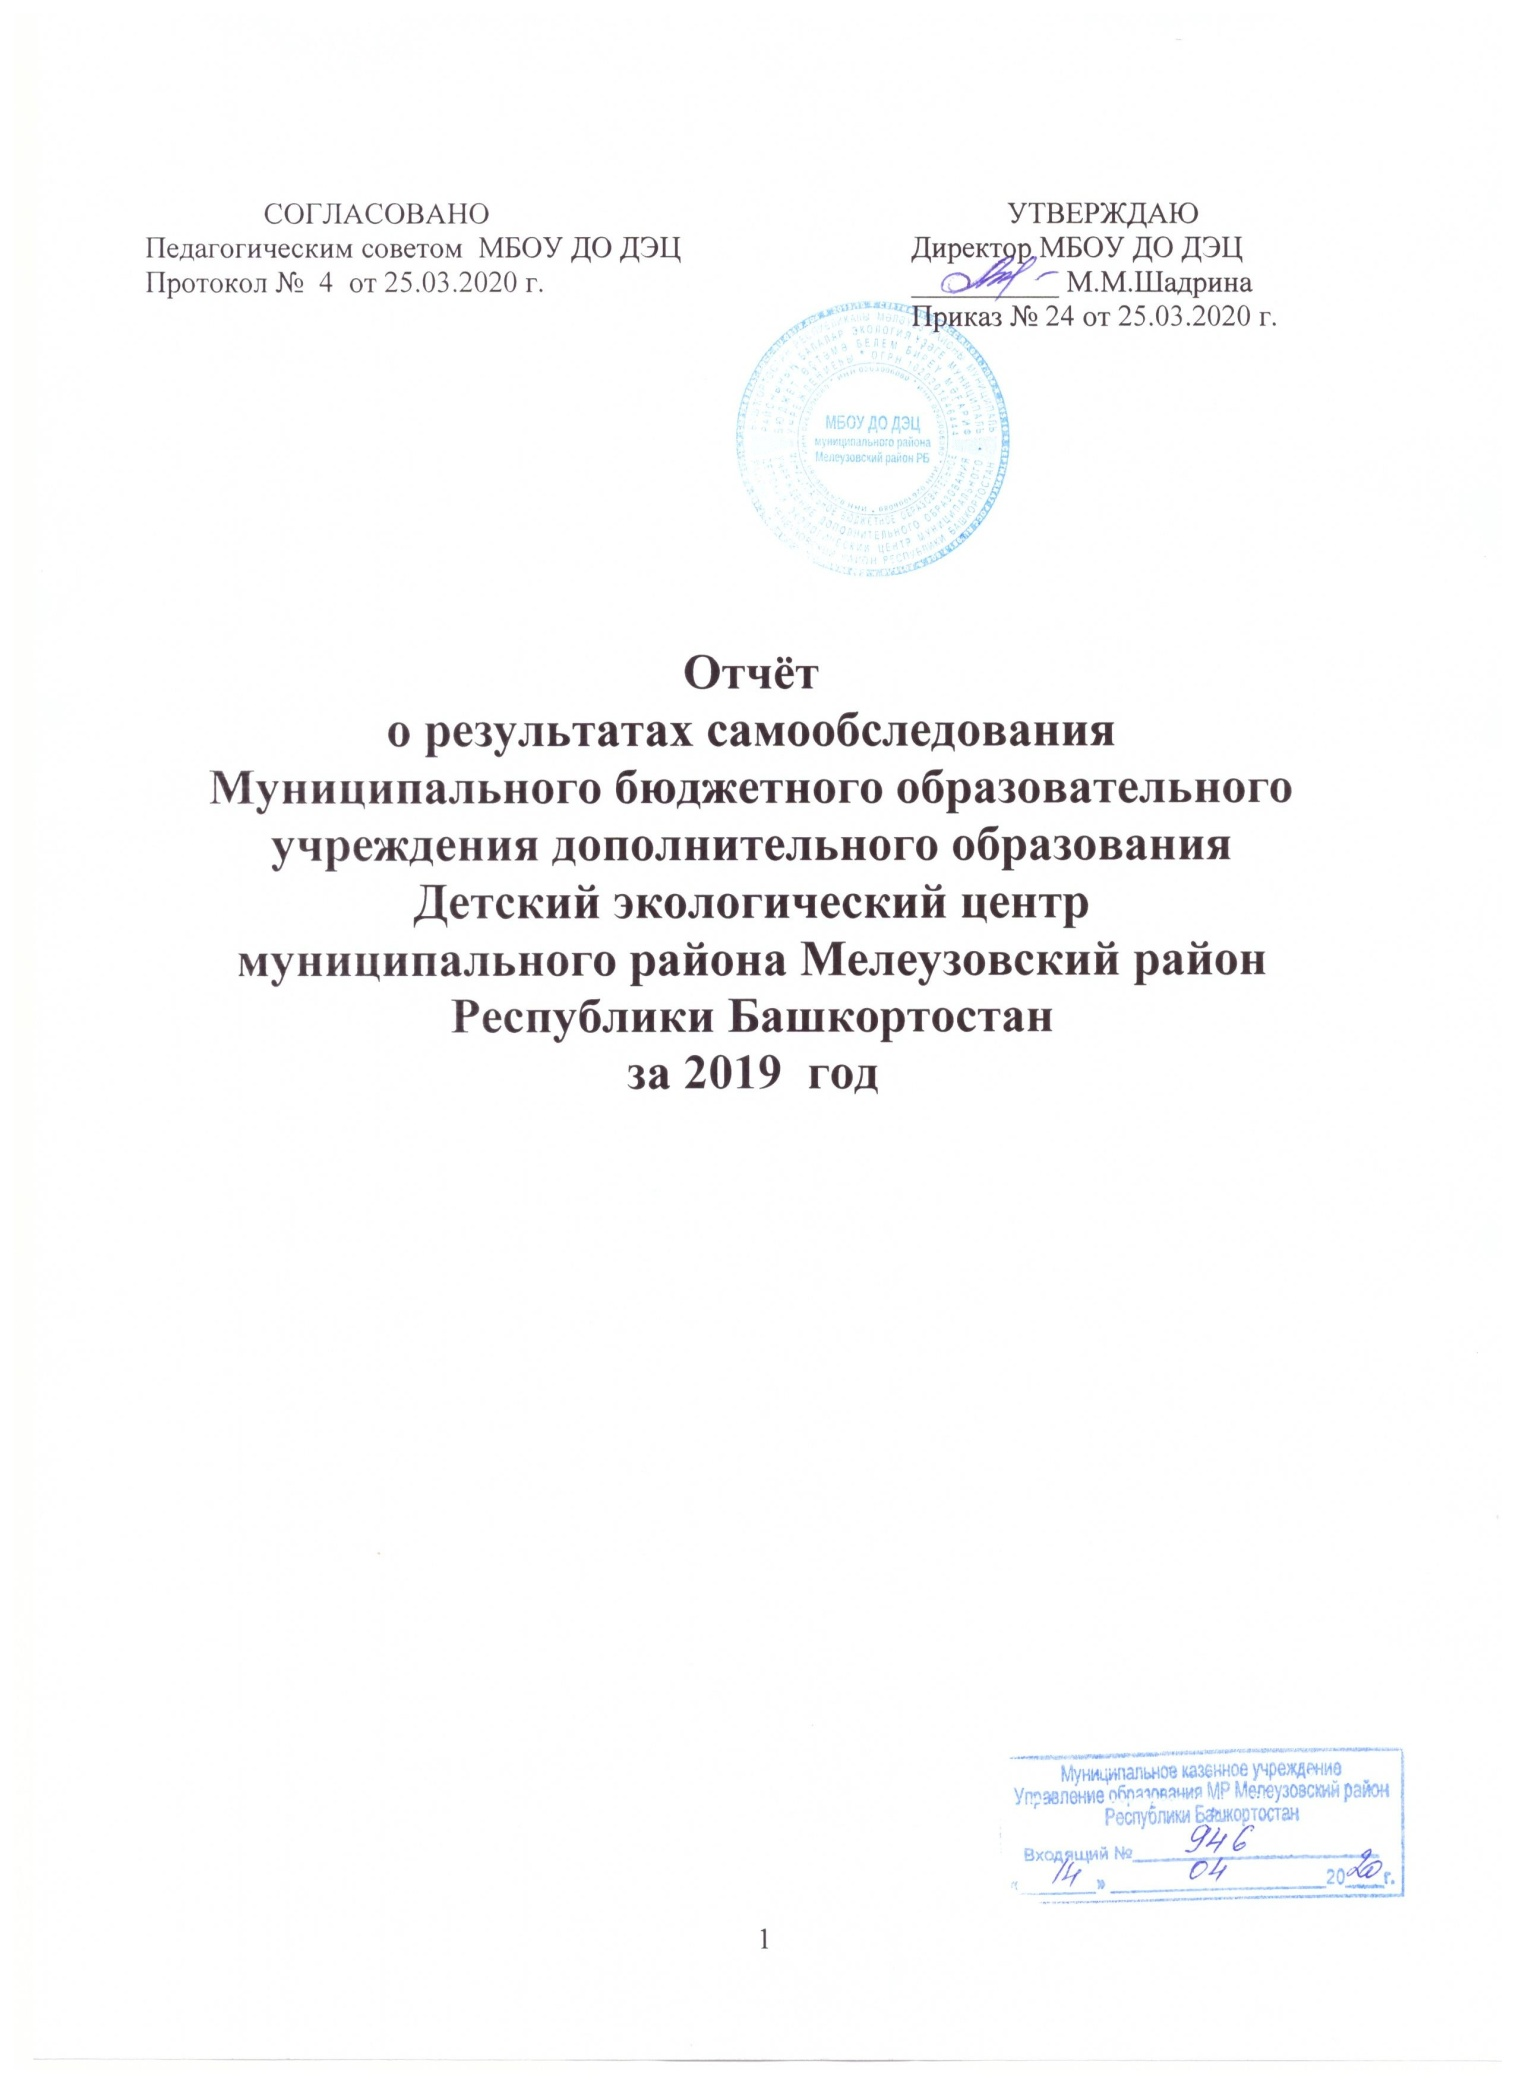 СОГЛАСОВАНО
Педагогическим советом МБОУ ДО ДЭЦ
Протокол № 4 от 25.03.2020 г.
УТВЕРЖДАЮ
Директор МБОУ ДО ДЭЦ
___________ М.М.Шадрина
Приказ № 24 от 25.03.2020 г.
МБОУ ДО ДЭЦ
муниципального района
Мелеузовский район РБ
Отчёт
о результатах самообследования
Муниципального бюджетного образовательного
учреждения дополнительного образования
Детский экологический центр
муниципального района Мелеузовский район
Республики Башкортостан
за 2019 год
Муниципальное казенное учреждение
Управление образования МР Мелеузовский район
Республики Башкортостан
Входящий № 946
« 14 » 04 2020 г.
1